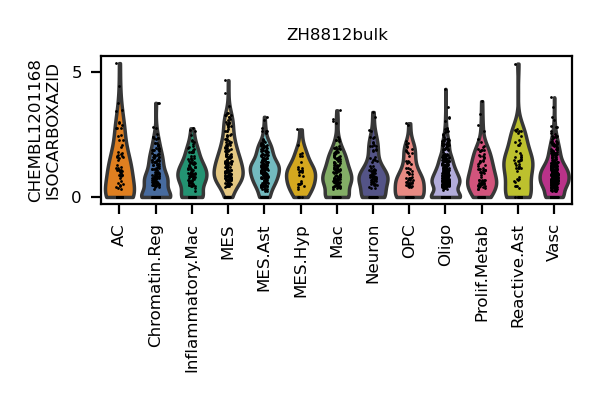 ZH8812bulk
CHEMBL1201168
ISOCARBOXAZID
5
0
AC
Chromatin.Reg
Inflammatory.Mac
MES
MES.Ast
MES.Hyp
Mac
Neuron
OPC
Oligo
Prolif.Metab
Reactive.Ast
Vasc